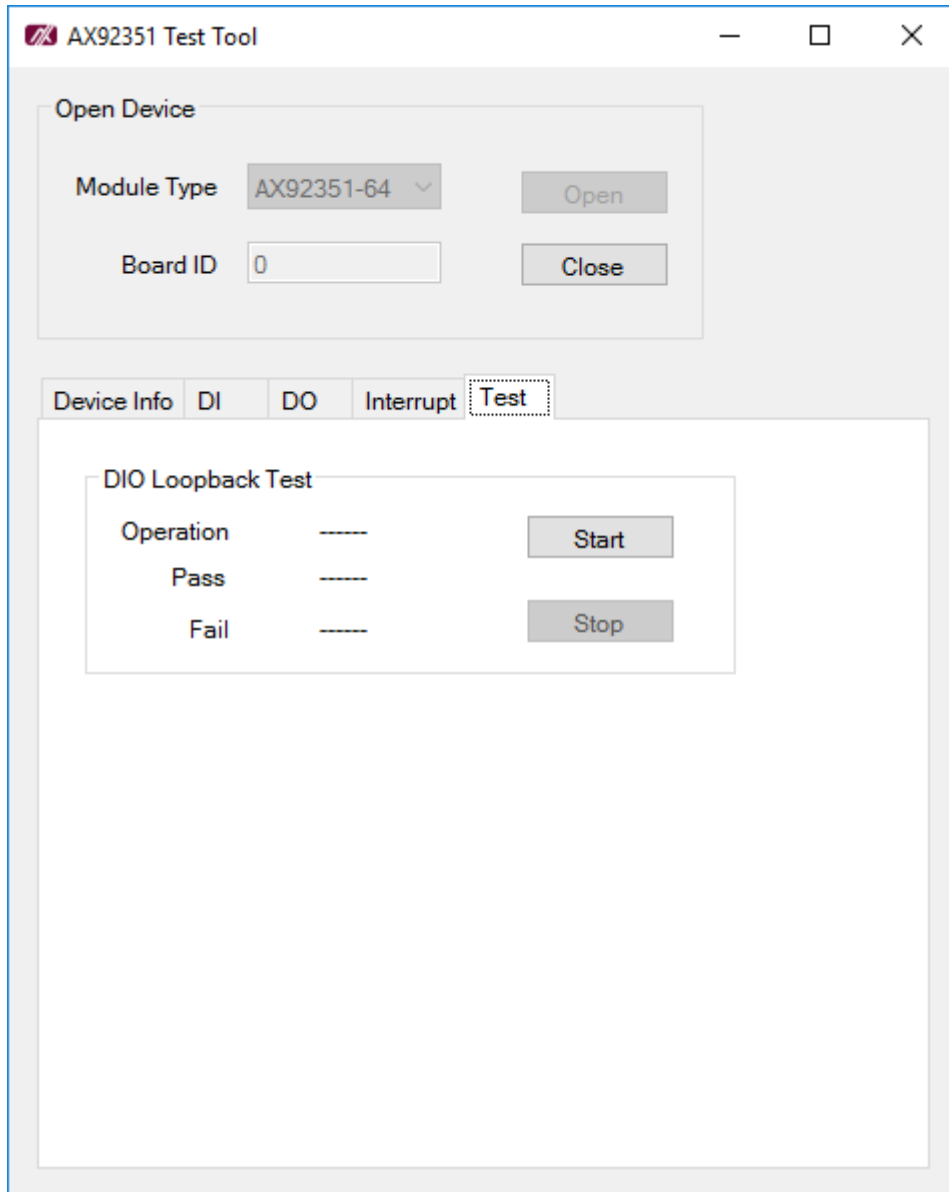 AX92351 Test Tool
Open Device
Module Type AX92351-64 Open
Board ID 0 Close
Device Info DI DO Interrupt Test
DIO Loopback Test
Operation ------ Start
Pass ------
Fail ------ Stop